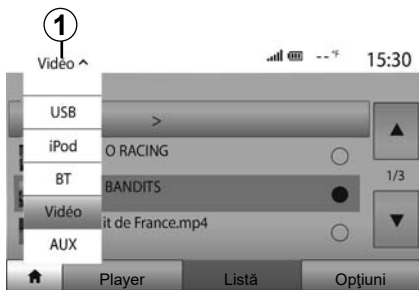 1
Vidéo ^ --°F 15:30
USB
>
iPod
O RACING
BT
BANDITS
1/3
Vidéo
it de France.mp4
AUX
Player Listă Opţiuni